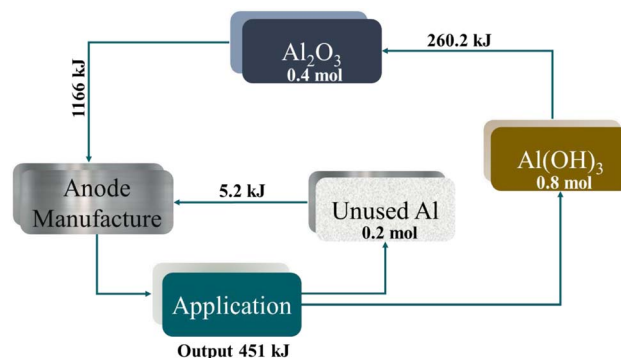 Al₂O₃
0.4 mol
260.2 kJ
1166 kJ
Al(OH)₃
0.8 mol
Anode
Manufacture
5.2 kJ
Unused Al
0.2 mol
Application
Output 451 kJ